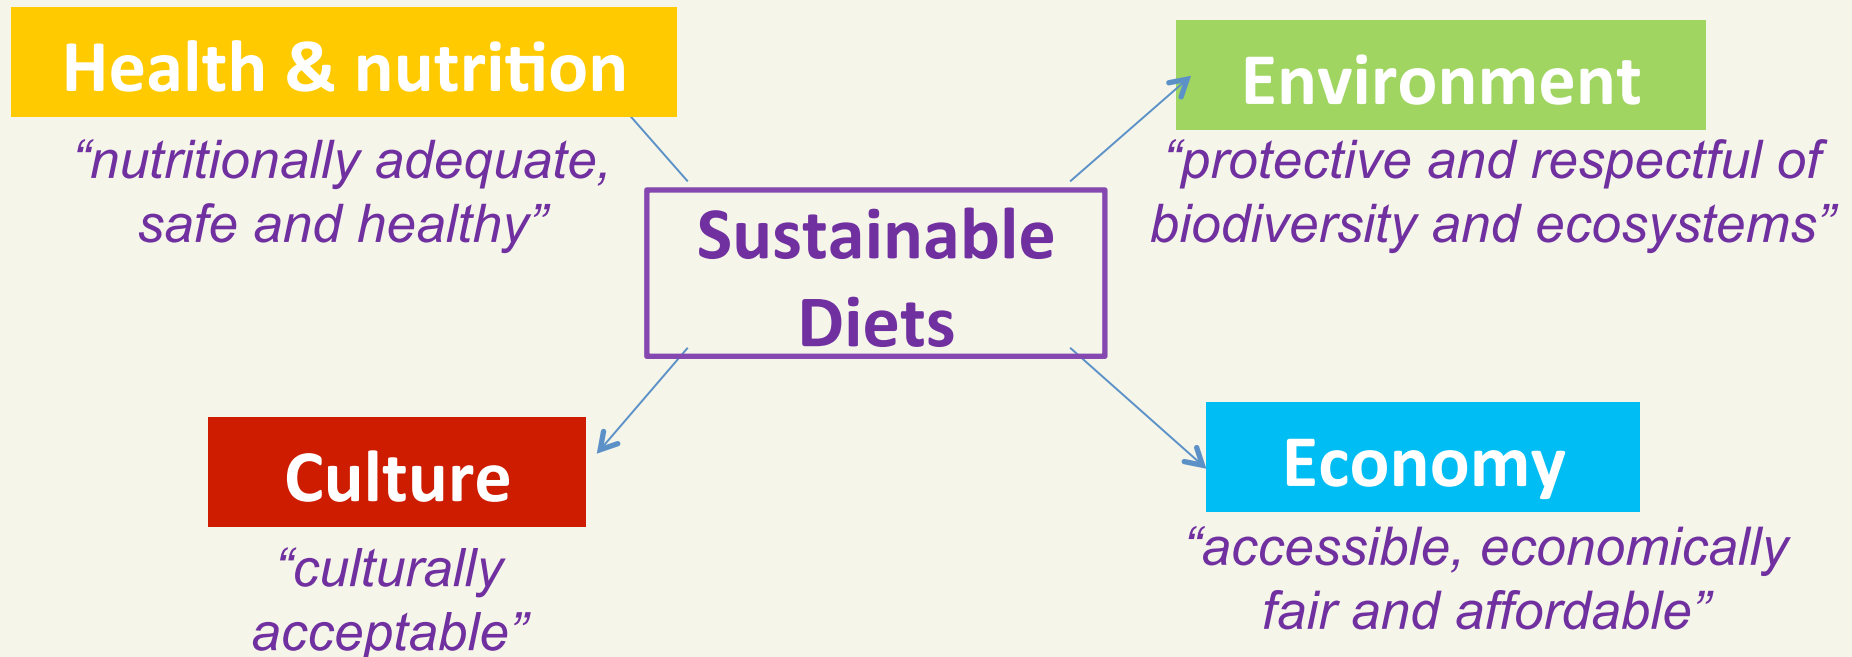 Health & nutrition
“nutritionally adequate,
safe and healthy”
Environment
“protective and respectful of
biodiversity and ecosystems”
Sustainable
Diets
Culture
“culturally
acceptable”
Economy
“accessible, economically
fair and affordable”